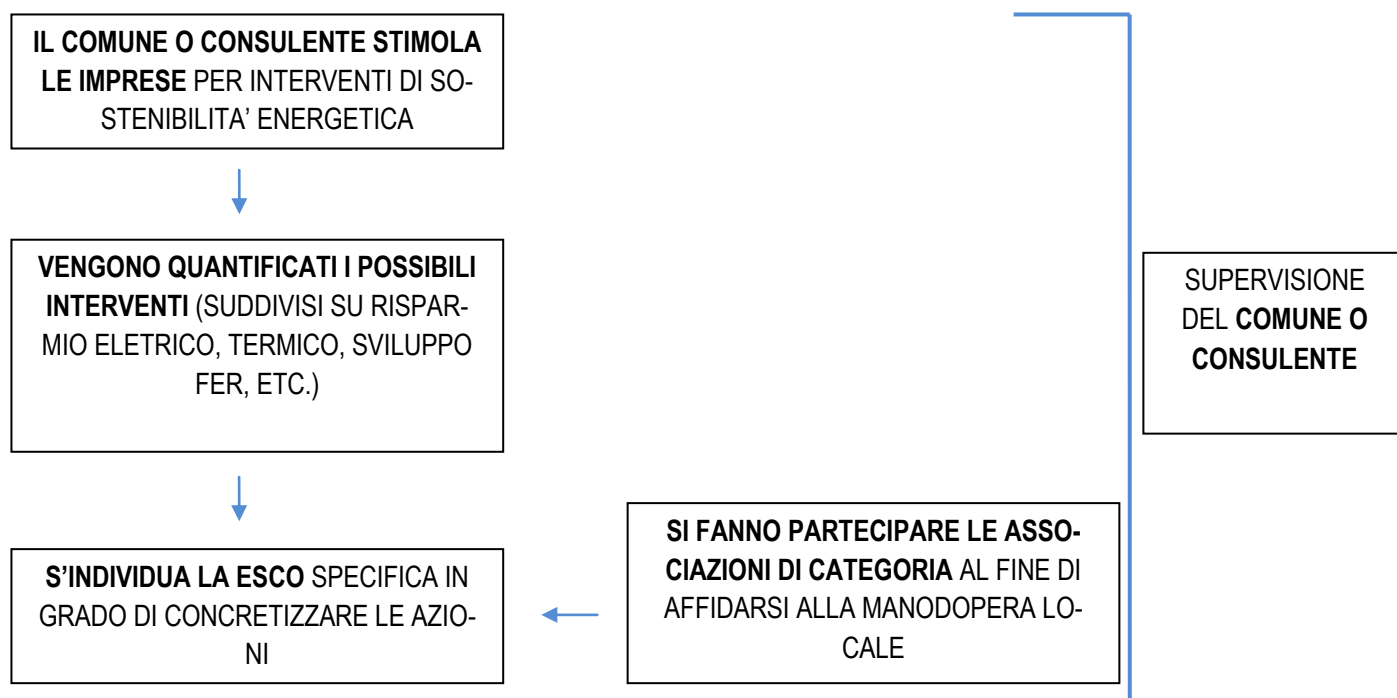 IL COMUNE O CONSULENTE STIMOLA
LE IMPRESE PER INTERVENTI DI SO-
STENIBILITA’ ENERGETICA
VENGONO QUANTIFICATI I POSSIBILI
INTERVENTI (SUDDIVISI SU RISPAR-
MIO ELETRICO, TERMICO, SVILUPPO
FER, ETC.)
SUPERVISIONE
DEL COMUNE O
CONSULENTE
S’INDIVIDUA LA ESCO SPECIFICA IN
GRADO DI CONCRETIZZARE LE AZIO-
NI
SI FANNO PARTECIPARE LE ASSO-
CIAZIONI DI CATEGORIA AL FINE DI
AFFIDARSI ALLA MANODOPERA LO-
CALE